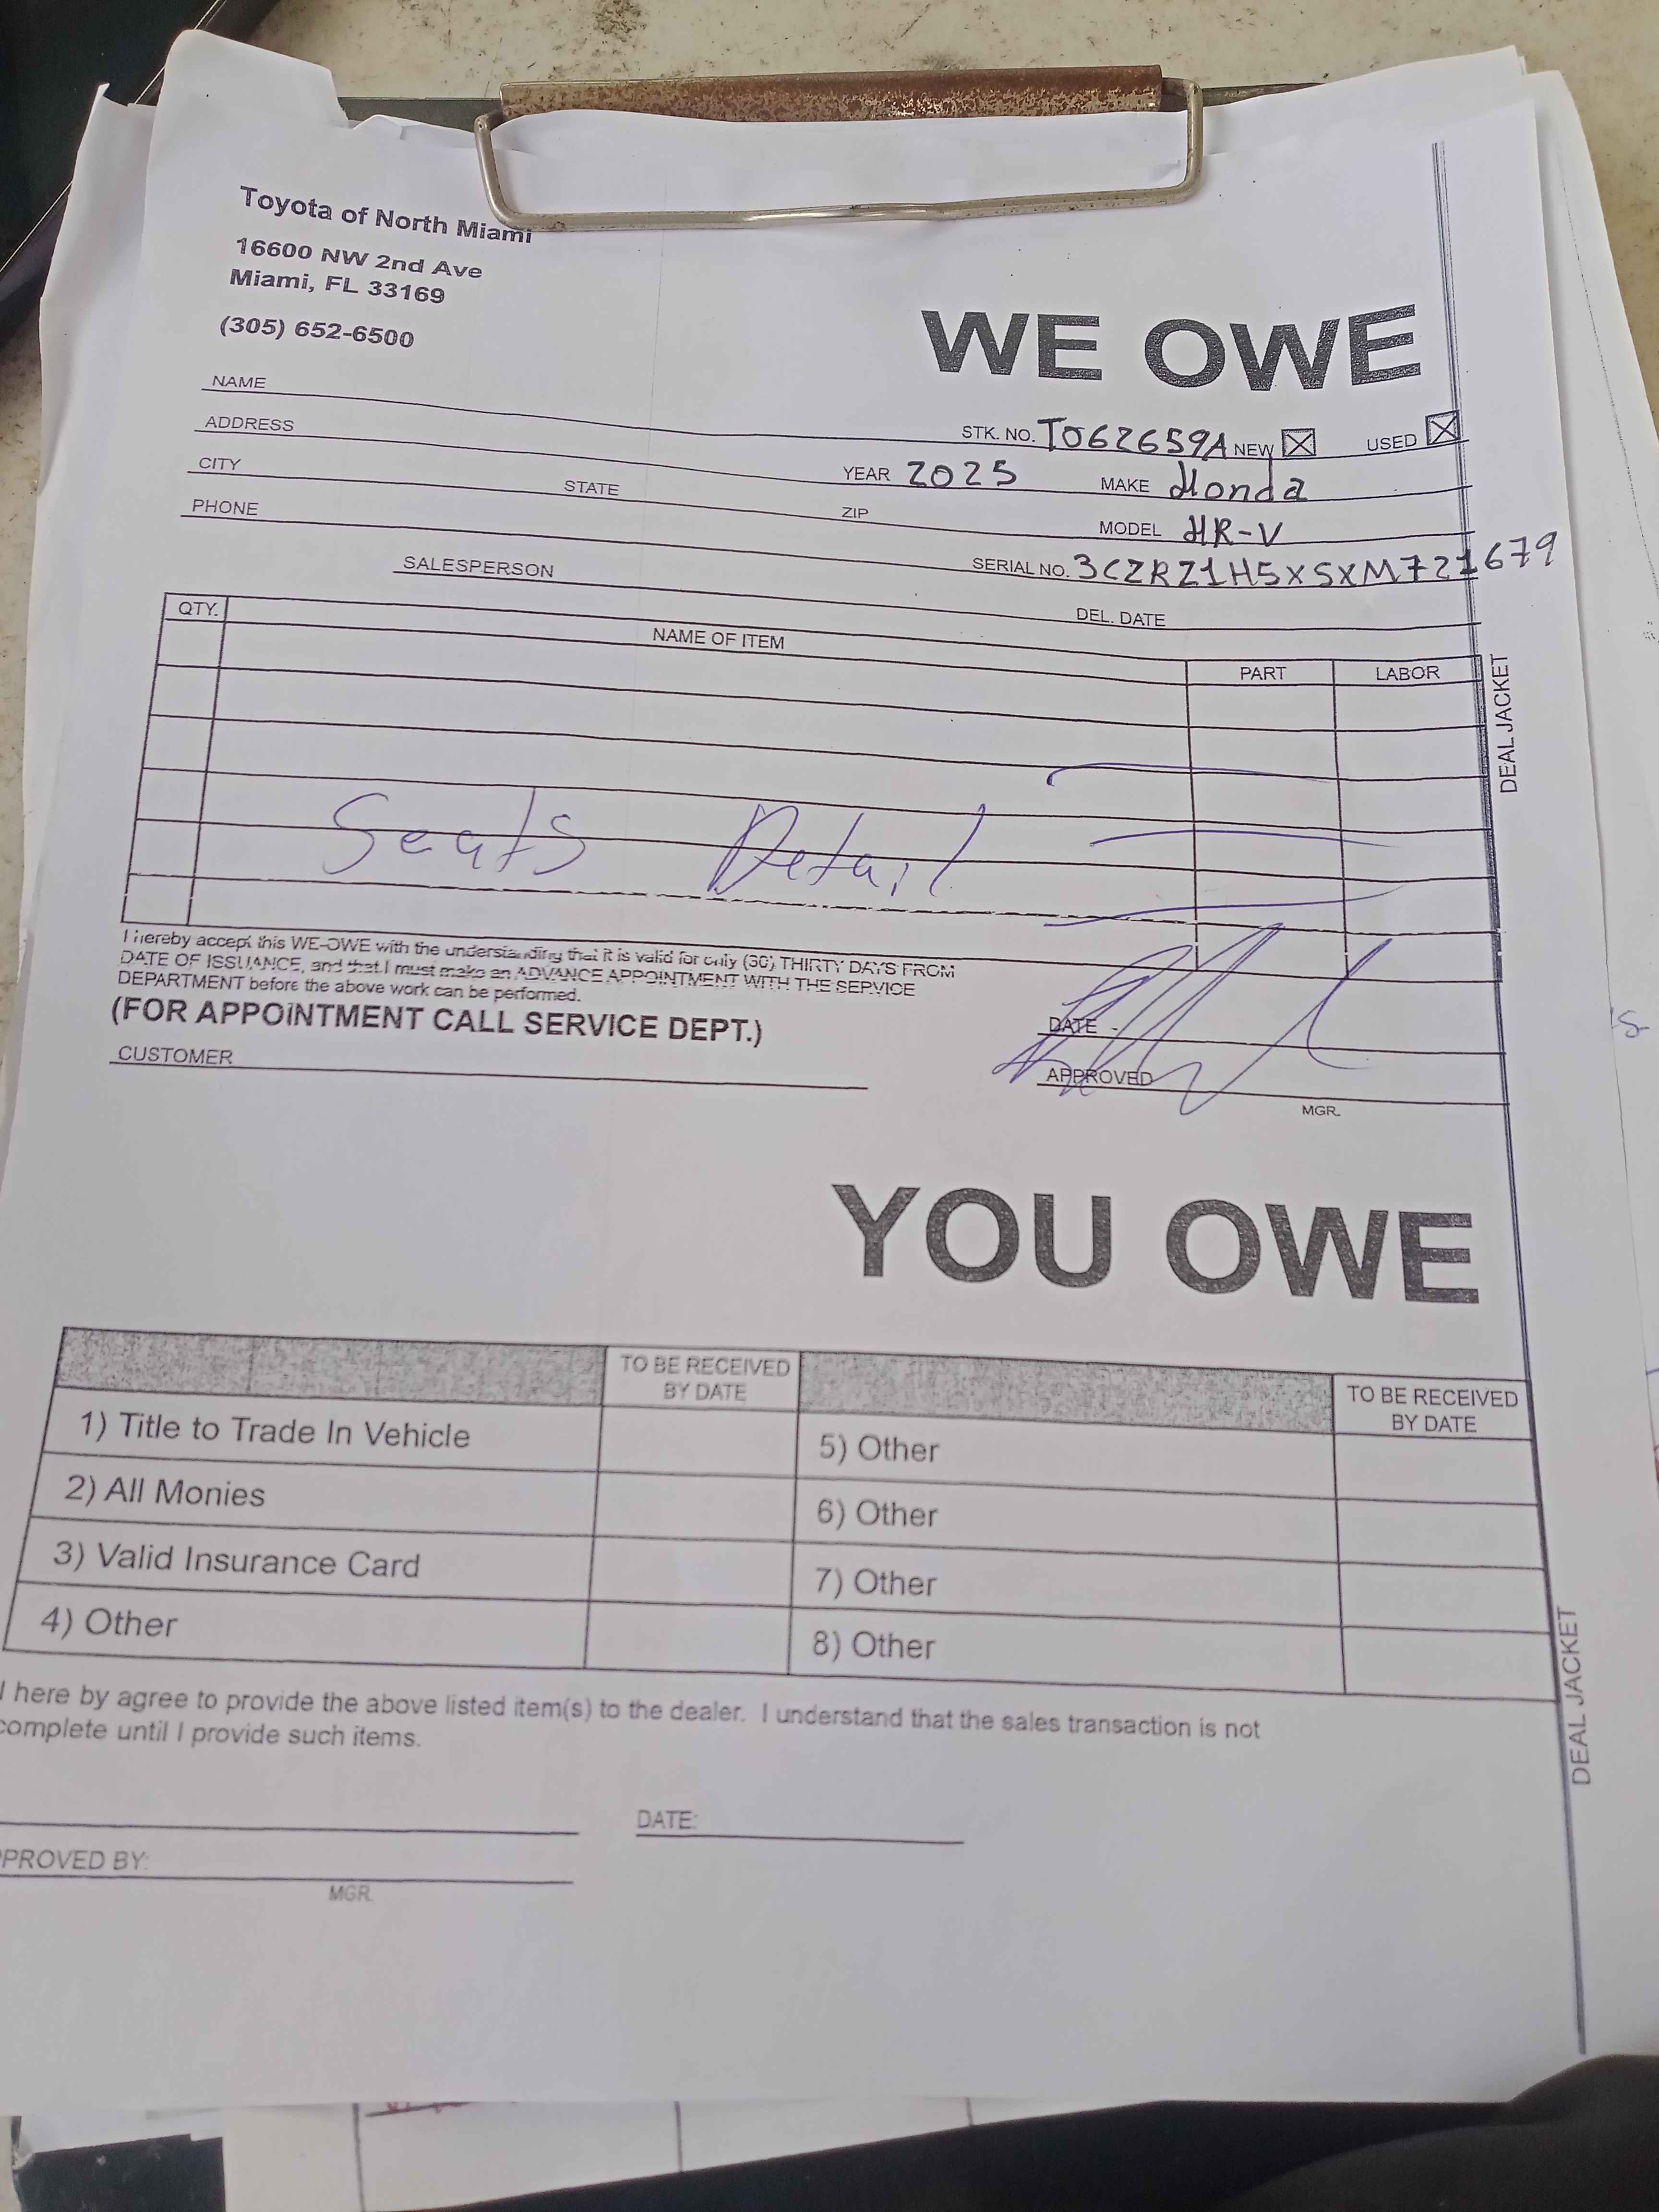 Toyota of North Miami
16600 NW 2nd Ave
Miami, FL 33169
(305) 652-6500
WE OWE
NAME
ADDRESS
STK. NO. T062659A NEW ☒ USED ☒
CITY STATE YEAR 2025 MAKE Honda
PHONE ZIP MODEL HR-V
SALESPERSON SERIAL NO. 3CZRZ1H5XSXM721679
DEL. DATE
QTY. NAME OF ITEM PART LABOR
DEAL JACKET
Seats Detail
I hereby accept this WE-OWE with the understanding that it is valid for only (30) THIRTY DAYS FROM
DATE OF ISSUANCE, and that I must make an ADVANCE APPOINTMENT WITH THE SERVICE
DEPARTMENT before the above work can be performed.
(FOR APPOINTMENT CALL SERVICE DEPT.)
DATE
CUSTOMER
APPROVED
MGR.
YOU OWE
TO BE RECEIVED BY DATE TO BE RECEIVED BY DATE
1) Title to Trade In Vehicle 5) Other
2) All Monies 6) Other
3) Valid Insurance Card 7) Other
4) Other 8) Other
DEAL JACKET
I here by agree to provide the above listed item(s) to the dealer. I understand that the sales transaction is not
complete until I provide such items.
DATE:
PROVED BY:
MGR.